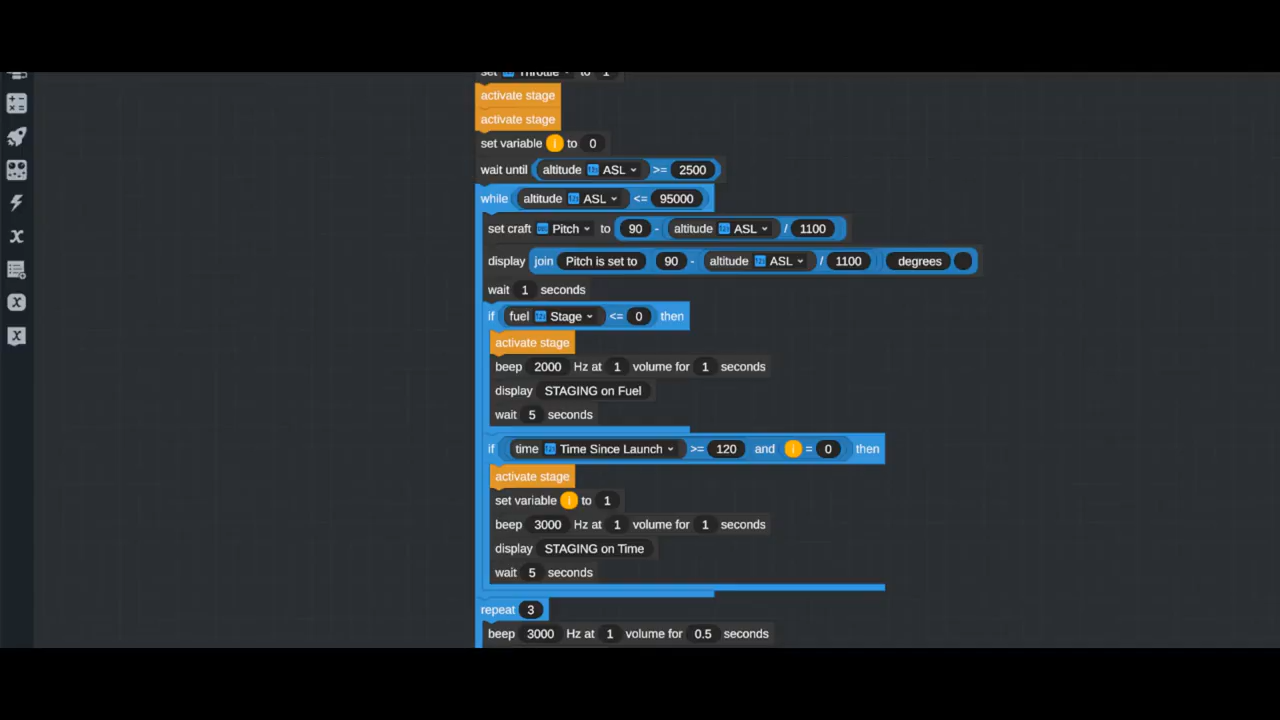 set Throttle to 1
activate stage
activate stage
set variable i to 0
wait until altitude ASL >= 2500
while altitude ASL <= 95000
set craft Pitch to 90 - altitude ASL / 1100
display join Pitch is set to 90 - altitude ASL / 1100 degrees
wait 1 seconds
if fuel Stage <= 0 then
activate stage
beep 2000 Hz at 1 volume for 1 seconds
display STAGING on Fuel
wait 5 seconds
if time Time Since Launch >= 120 and i = 0 then
activate stage
set variable i to 1
beep 3000 Hz at 1 volume for 1 seconds
display STAGING on Time
wait 5 seconds
repeat 3
beep 3000 Hz at 1 volume for 0.5 seconds